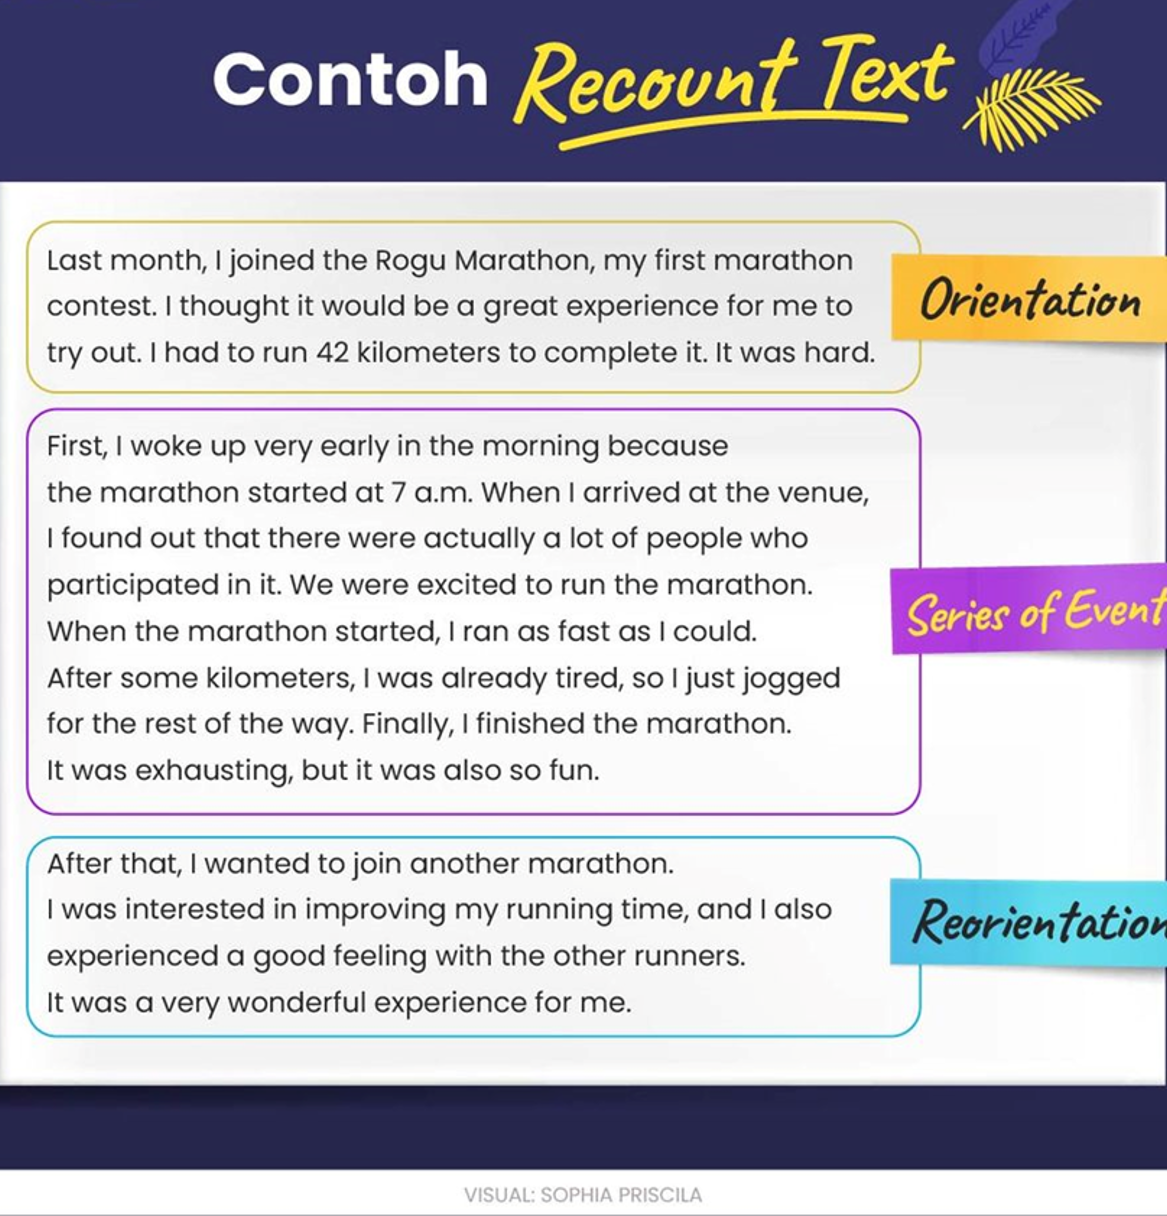 Contoh Recount Text
Last month, I joined the Rogu Marathon, my first marathon
contest. I thought it would be a great experience for me to
try out. I had to run 42 kilometers to complete it. It was hard.
Orientation
First, I woke up very early in the morning because
the marathon started at 7 a.m. When I arrived at the venue,
I found out that there were actually a lot of people who
participated in it. We were excited to run the marathon.
When the marathon started, I ran as fast as I could.
After some kilometers, I was already tired, so I just jogged
for the rest of the way. Finally, I finished the marathon.
It was exhausting, but it was also so fun.
Series of Event
After that, I wanted to join another marathon.
I was interested in improving my running time, and I also
experienced a good feeling with the other runners.
It was a very wonderful experience for me.
Reorientation
VISUAL: SOPHIA PRISCILA